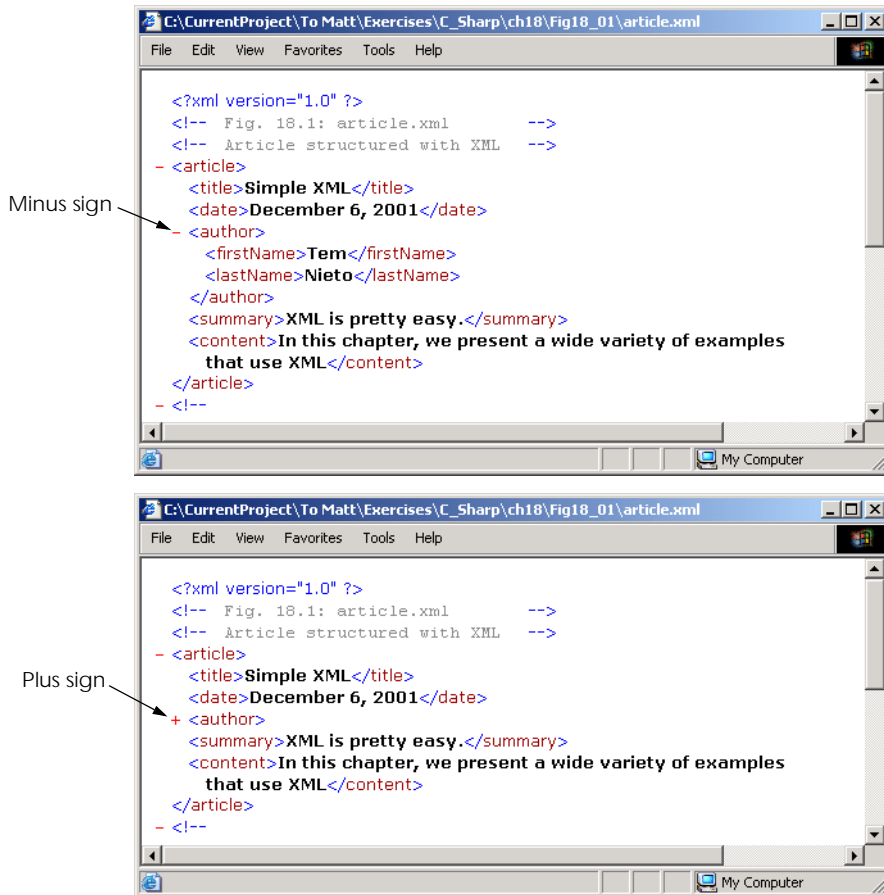 C:\CurrentProject\To Matt\Exercises\C_Sharp\ch18\Fig18_01\article.xml
File Edit View Favorites Tools Help
<?xml version="1.0" ?>
<!-- Fig. 18.1: article.xml -->
<!-- Article structured with XML -->
- <article>
<title>Simple XML</title>
<date>December 6, 2001</date>
Minus sign
- <author>
<firstName>Tem</firstName>
<lastName>Nieto</lastName>
</author>
<summary>XML is pretty easy.</summary>
<content>In this chapter, we present a wide variety of examples
that use XML</content>
</article>
- <!--
My Computer
C:\CurrentProject\To Matt\Exercises\C_Sharp\ch18\Fig18_01\article.xml
File Edit View Favorites Tools Help
<?xml version="1.0" ?>
<!-- Fig. 18.1: article.xml -->
<!-- Article structured with XML -->
- <article>
<title>Simple XML</title>
<date>December 6, 2001</date>
Plus sign
+ <author>
<summary>XML is pretty easy.</summary>
<content>In this chapter, we present a wide variety of examples
that use XML</content>
</article>
- <!--
My Computer